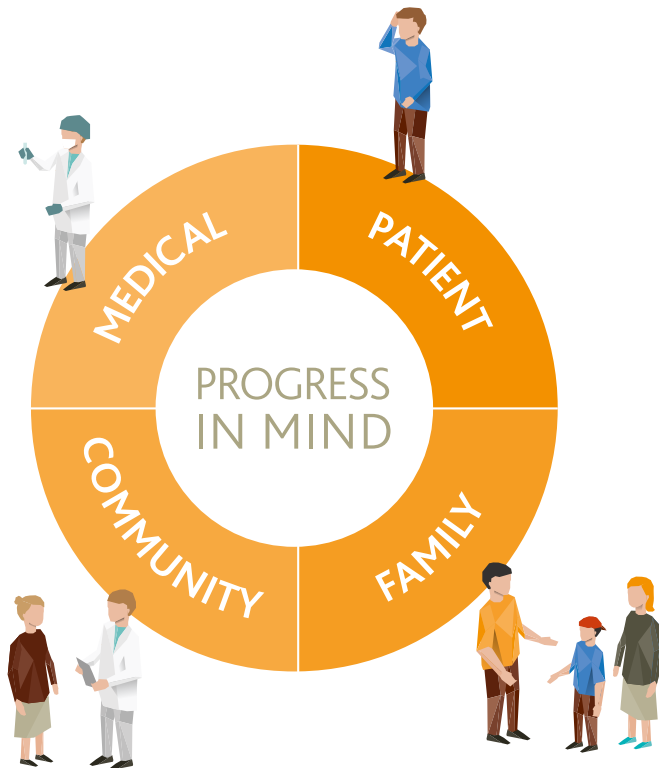 MEDICAL
PATIENT
PROGRESS
IN MIND
COMMUNITY
FAMILY